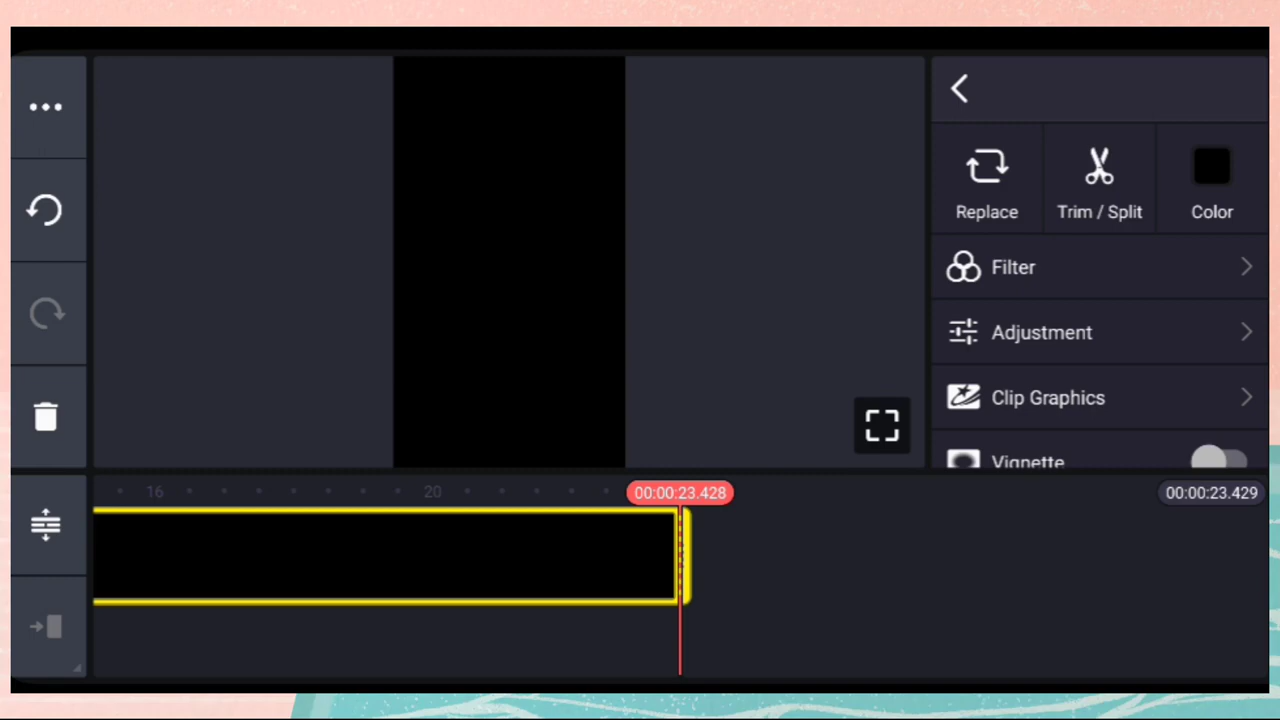 Replace
Trim / Split
Color
Filter
Adjustment
Clip Graphics
Vignette
16
20
00:00:23.428
00:00:23.429